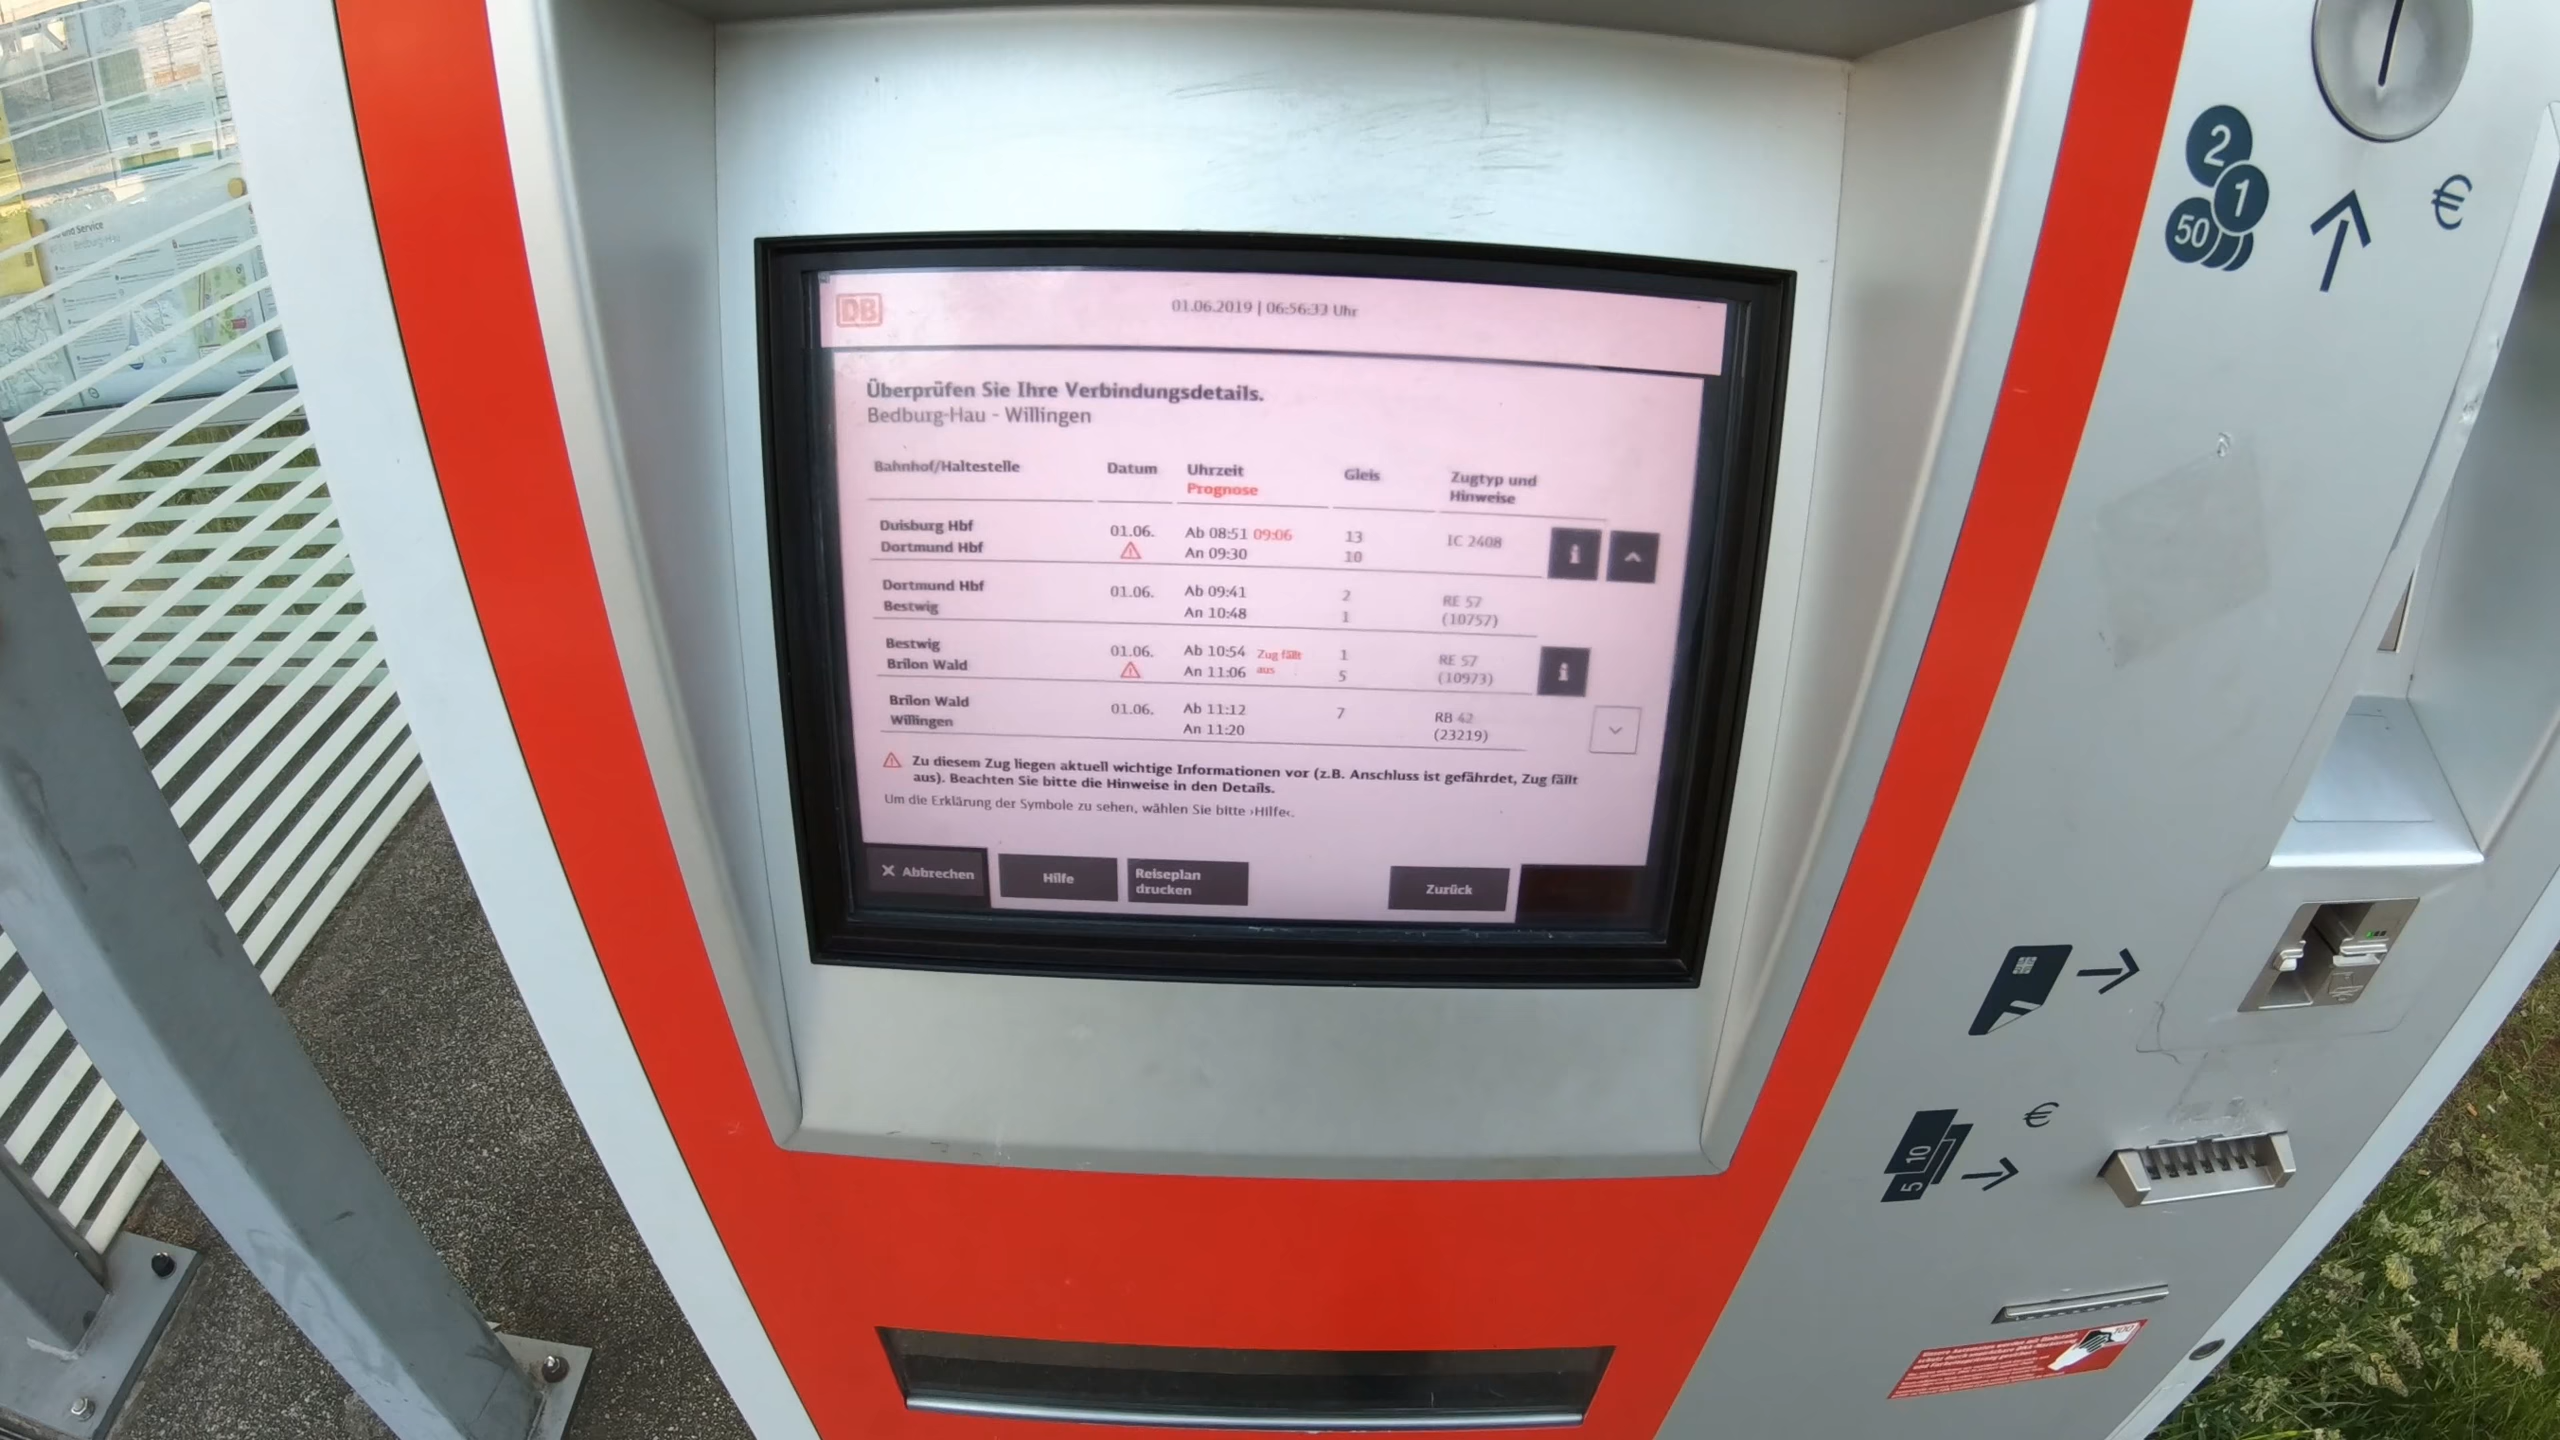 und Service
Bedburg-Hau
2
1
50
€
DB
01.06.2019 | 06:56:33 Uhr
Überprüfen Sie Ihre Verbindungsdetails.
Bedburg-Hau - Willingen
Bahnhof/Haltestelle Datum Uhrzeit Gleis Zugtyp und
Prognose Hinweise
Duisburg Hbf 01.06. Ab 08:51 09:06 13 IC 2408
Dortmund Hbf An 09:30 10
Dortmund Hbf 01.06. Ab 09:41 2 RE 57
Bestwig An 10:48 1 (10757)
Bestwig 01.06. Ab 10:54 Zug fällt 1 RE 57
Brilon Wald An 11:06 aus 5 (10973)
Brilon Wald 01.06. Ab 11:12 7 RB 42
Willingen An 11:20 (23219)
Zu diesem Zug liegen aktuell wichtige Informationen vor (z.B. Anschluss ist gefährdet, Zug fällt
aus). Beachten Sie bitte die Hinweise in den Details.
Um die Erklärung der Symbole zu sehen, wählen Sie bitte ›Hilfe‹.
Abbrechen
Hilfe
Reiseplan
drucken
Zurück
€
10
5